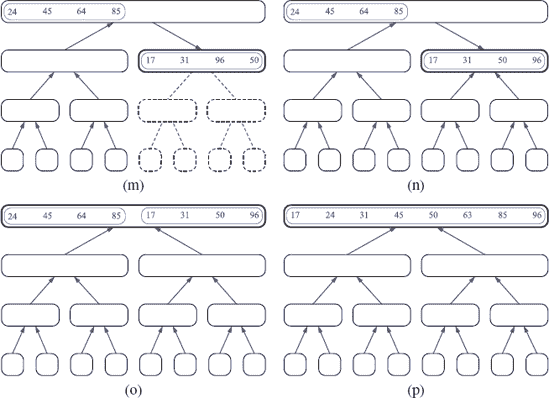 24 45 64 85
17 31 96 50
(m)
24 45 64 85
17 31 50 96
(n)
24 45 64 85 17 31 50 96
(o)
17 24 31 45 50 63 85 96
(p)